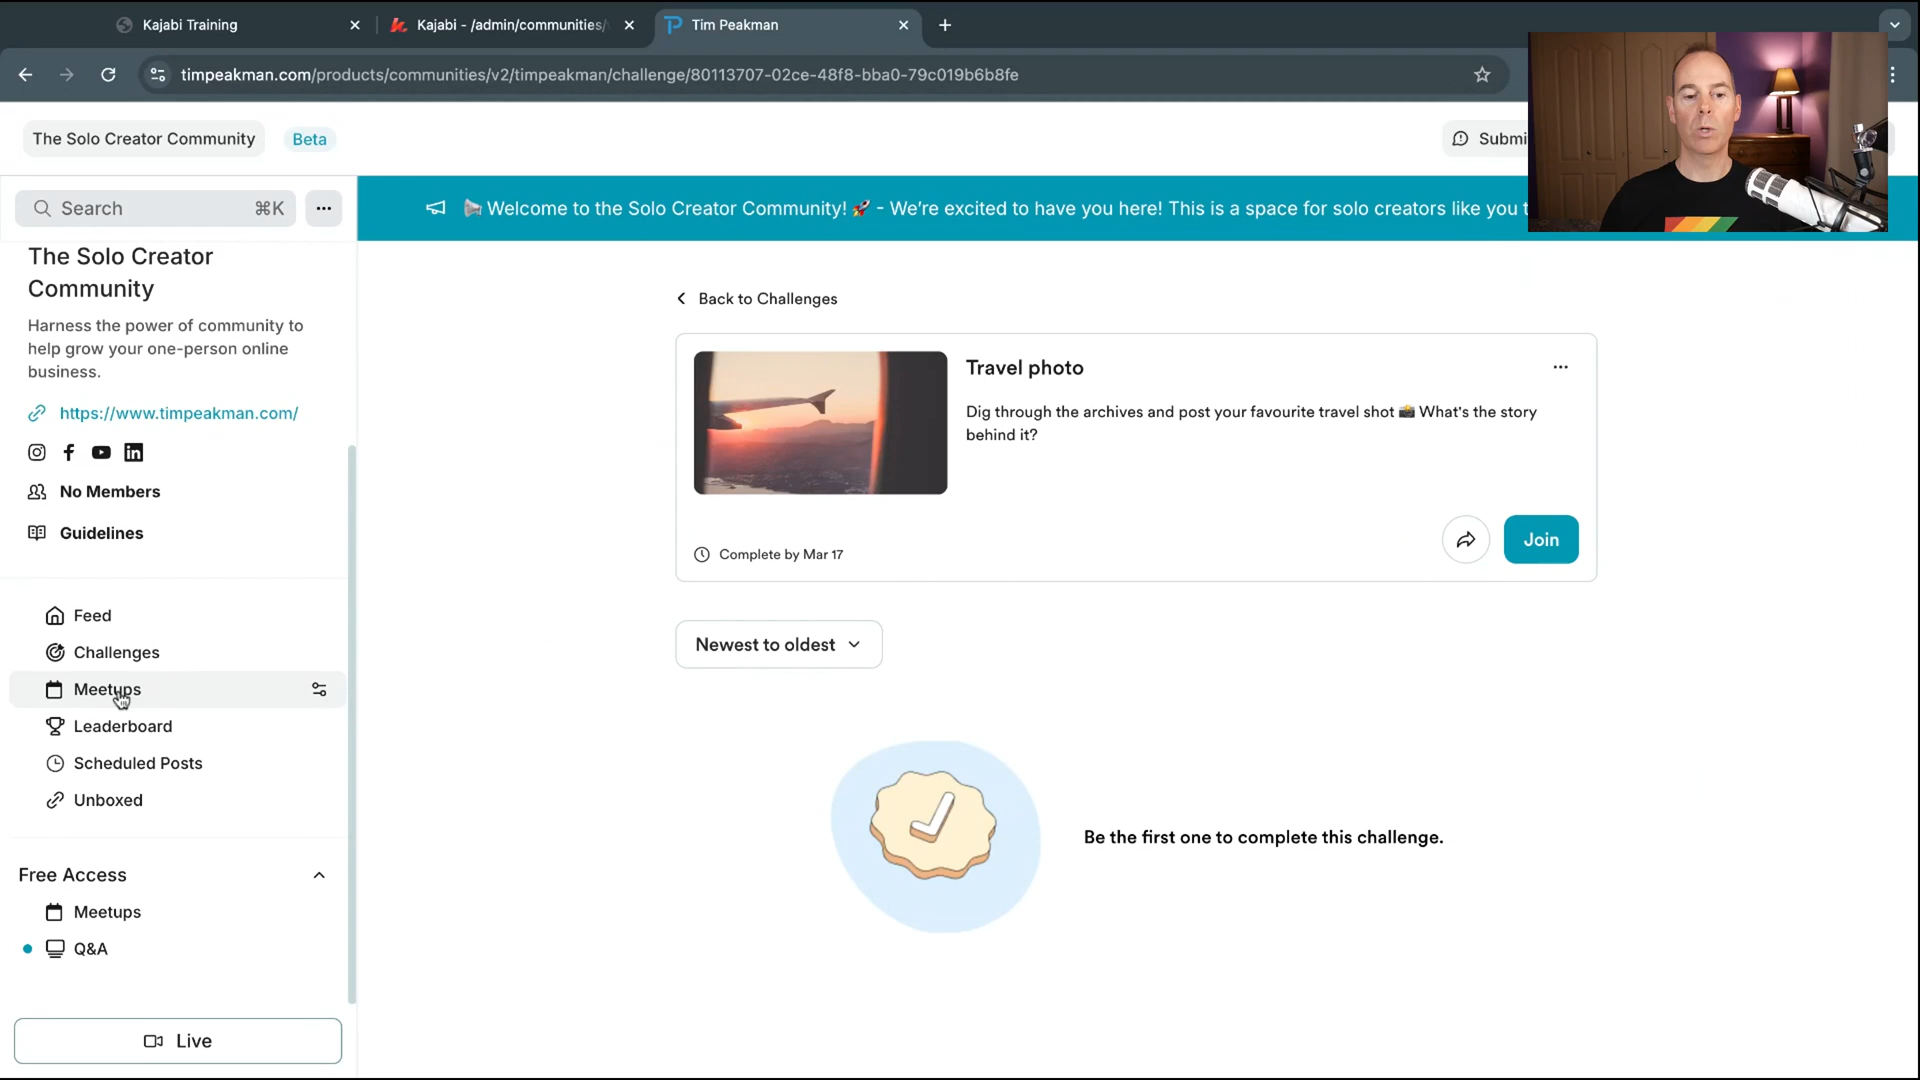 Kajabi Training
Kajabi - /admin/communities/
Tim Peakman
timpeakman.com/products/communities/v2/timpeakman/challenge/80113707-02ce-48f8-bba0-79c019b6b8fe
The Solo Creator Community
Beta
Submi
Search
⌘K
📢 Welcome to the Solo Creator Community! 🚀 - We're excited to have you here! This is a space for solo creators like you t
The Solo Creator
Community
Harness the power of community to
help grow your one-person online
business.
https://www.timpeakman.com/
No Members
Guidelines
Feed
Challenges
Meetups
Leaderboard
Scheduled Posts
Unboxed
Free Access
Meetups
Q&A
Live
Back to Challenges
Travel photo
Dig through the archives and post your favourite travel shot 📸 What's the story
behind it?
Complete by Mar 17
Join
Newest to oldest
Be the first one to complete this challenge.